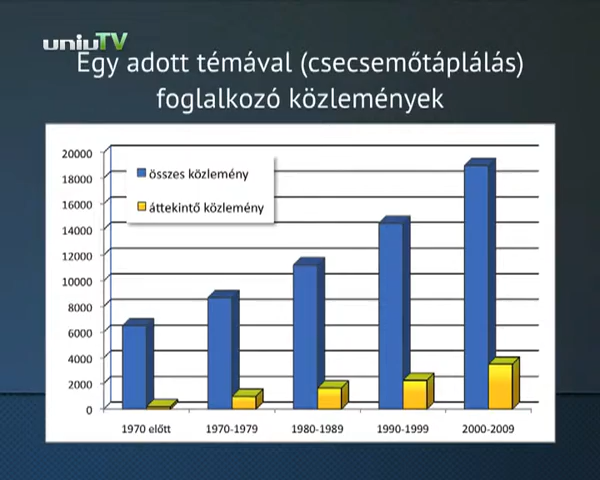 uniuTV
Egy adott témával (csecsemőtáplálás)
foglalkozó közlemények
20000
18000
16000
14000
12000
10000
8000
6000
4000
2000
0
összes közlemény
áttekintő közlemény
1970 előtt 1970-1979 1980-1989 1990-1999 2000-2009